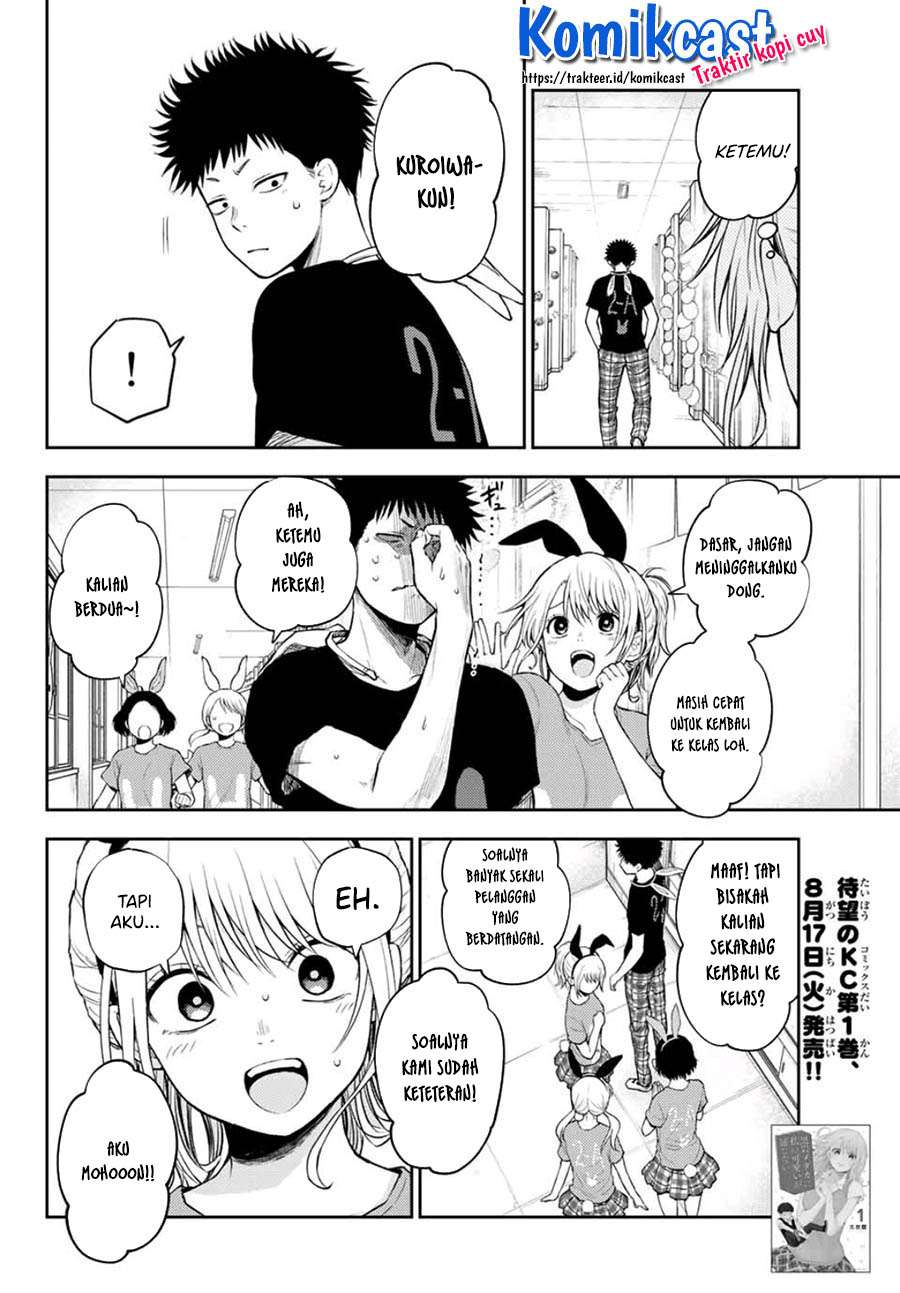 Komikcast
Traktir kopi cuy
https://trakteer.id/komikcast
KETEMU!
2-A
KUROIWA-
KUN!
!
DASAR, JANGAN
MENINGGALKANKU
DONG.
MASIH CEPAT
UNTUK KEMBALI
KE KELAS LOH.
ギュ
AH,
KETEMU
JUGA
MEREKA!
KALIAN
BERDUA~!
MAAF! TAPI
BISAKAH
KALIAN
SEKARANG
KEMBALI KE
KELAS?
SOALNYA
BANYAK SEKALI
PELANGGAN
YANG
BERDATANGAN.
EH.
TAPI
AKU...
SOALNYA
KAMI SUDAH
KETETERAN!
AKU
MOHOOON!!
待望のKC第1巻、
8月17日(火)発売!!
1